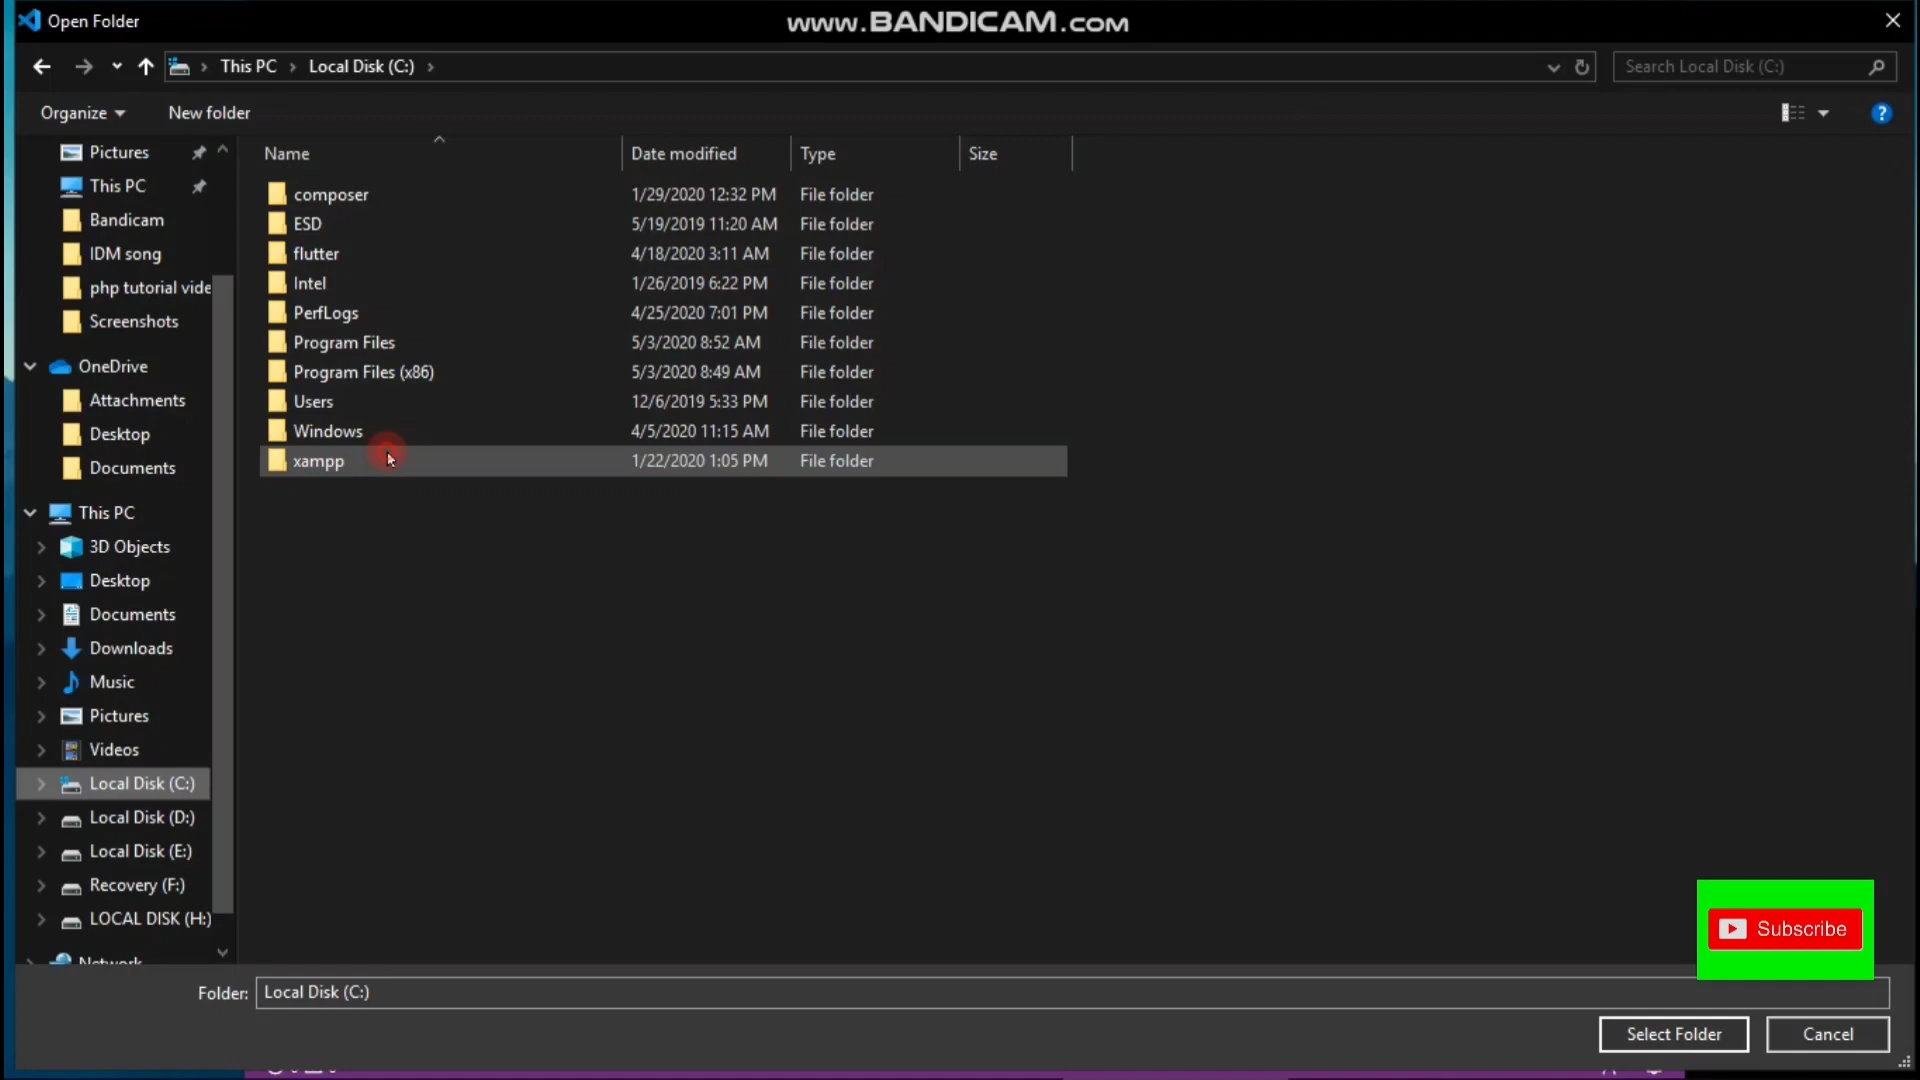 Open Folder
www.BANDICAM.com
This PC
Local Disk (C:)
Search Local Disk (C:)
Organize
New folder
?
Name Date modified Type Size
Pictures
This PC
Bandicam
IDM song
php tutorial vide
Screenshots
OneDrive
Attachments
Desktop
Documents
This PC
3D Objects
Desktop
Documents
Downloads
Music
Pictures
Videos
Local Disk (C:)
Local Disk (D:)
Local Disk (E:)
Recovery (F:)
LOCAL DISK (H:)
Network
composer 1/29/2020 12:32 PM File folder
ESD 5/19/2019 11:20 AM File folder
flutter 4/18/2020 3:11 AM File folder
Intel 1/26/2019 6:22 PM File folder
PerfLogs 4/25/2020 7:01 PM File folder
Program Files 5/3/2020 8:52 AM File folder
Program Files (x86) 5/3/2020 8:49 AM File folder
Users 12/6/2019 5:33 PM File folder
Windows 4/5/2020 11:15 AM File folder
xampp 1/22/2020 1:05 PM File folder
Subscribe
Folder: Local Disk (C:)
Select Folder Cancel